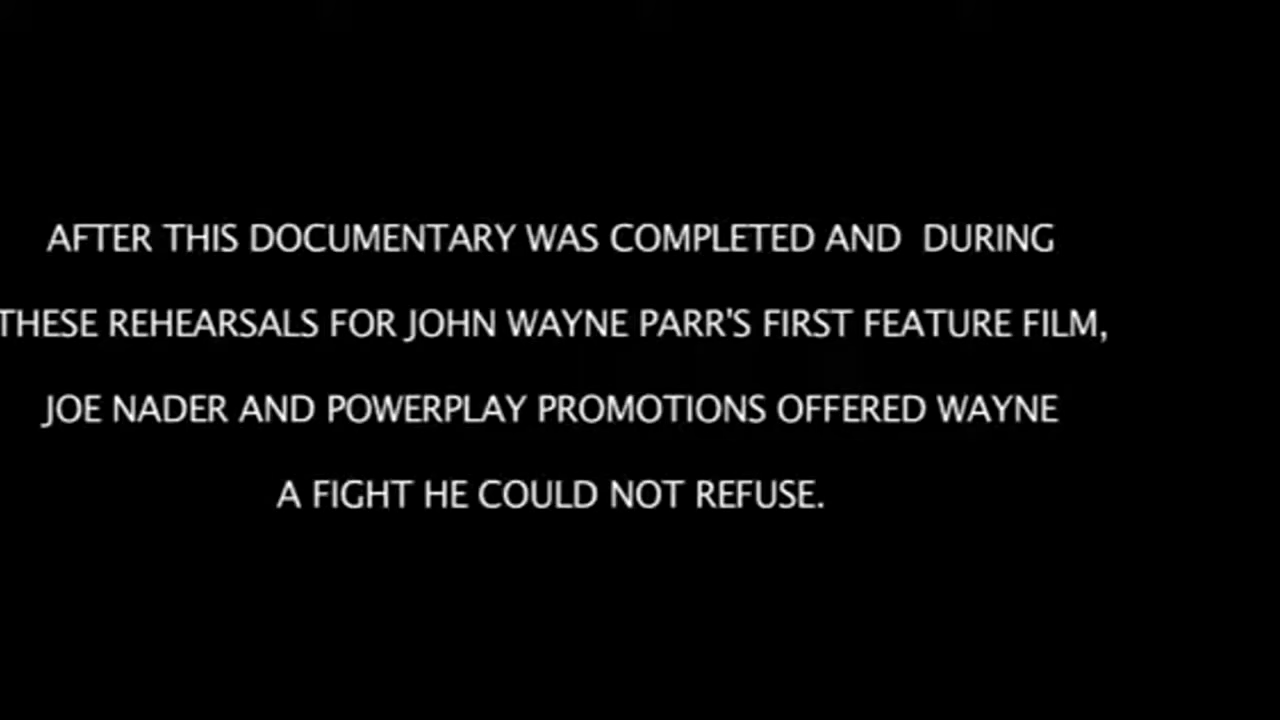 AFTER THIS DOCUMENTARY WAS COMPLETED AND  DURING
THESE REHEARSALS FOR JOHN WAYNE PARR'S FIRST FEATURE FILM,
JOE NADER AND POWERPLAY PROMOTIONS OFFERED WAYNE
A FIGHT HE COULD NOT REFUSE.